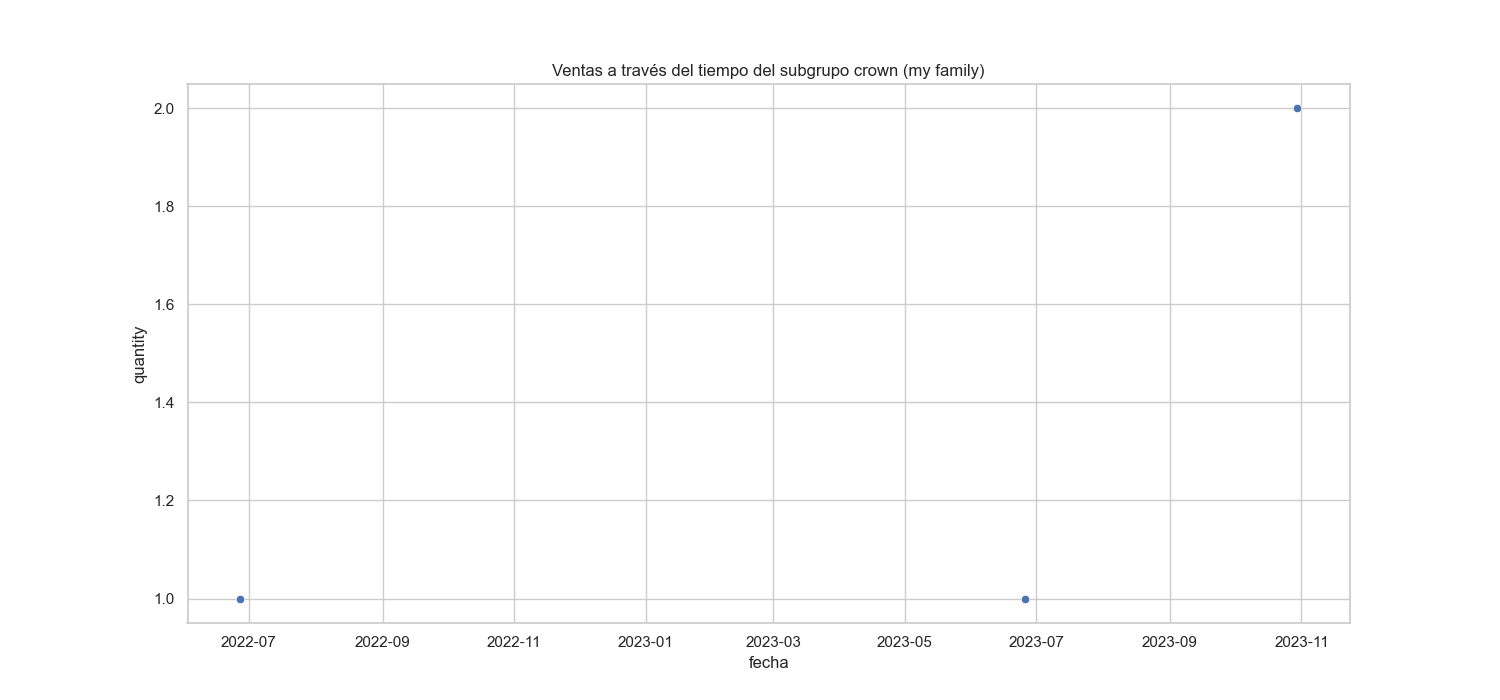 Ventas a través del tiempo del subgrupo crown (my family)
2.0
1.8
1.6
1.4
1.2
1.0
quantity
2022-07 2022-09 2022-11 2023-01 2023-03 2023-05 2023-07 2023-09 2023-11
fecha